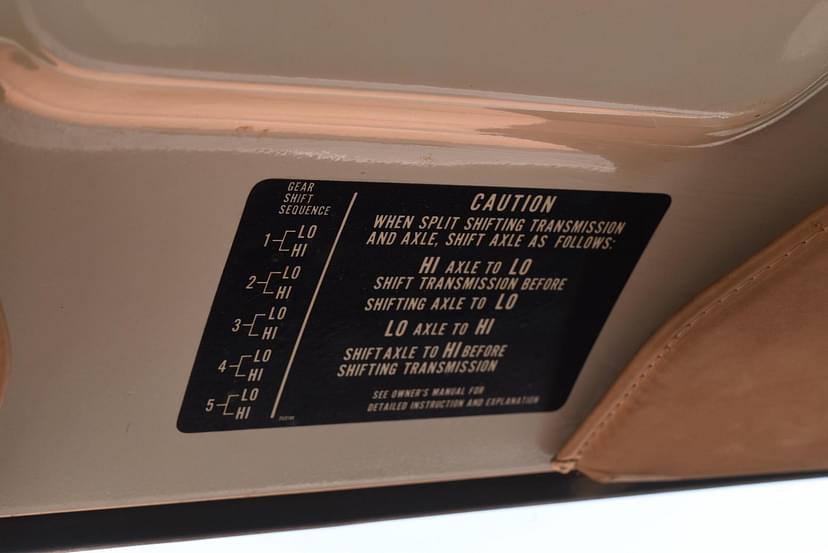 GEAR
SHIFT
SEQUENCE
1 LO
HI
2 LO
HI
3 LO
HI
4 LO
HI
5 LO
HI
CAUTION
WHEN SPLIT SHIFTING TRANSMISSION
AND AXLE, SHIFT AXLE AS FOLLOWS:
HI AXLE TO LO
SHIFT TRANSMISSION BEFORE
SHIFTING AXLE TO LO
LO AXLE TO HI
SHIFT AXLE TO HI BEFORE
SHIFTING TRANSMISSION
SEE OWNER'S MANUAL FOR
DETAILED INSTRUCTION AND EXPLANATION